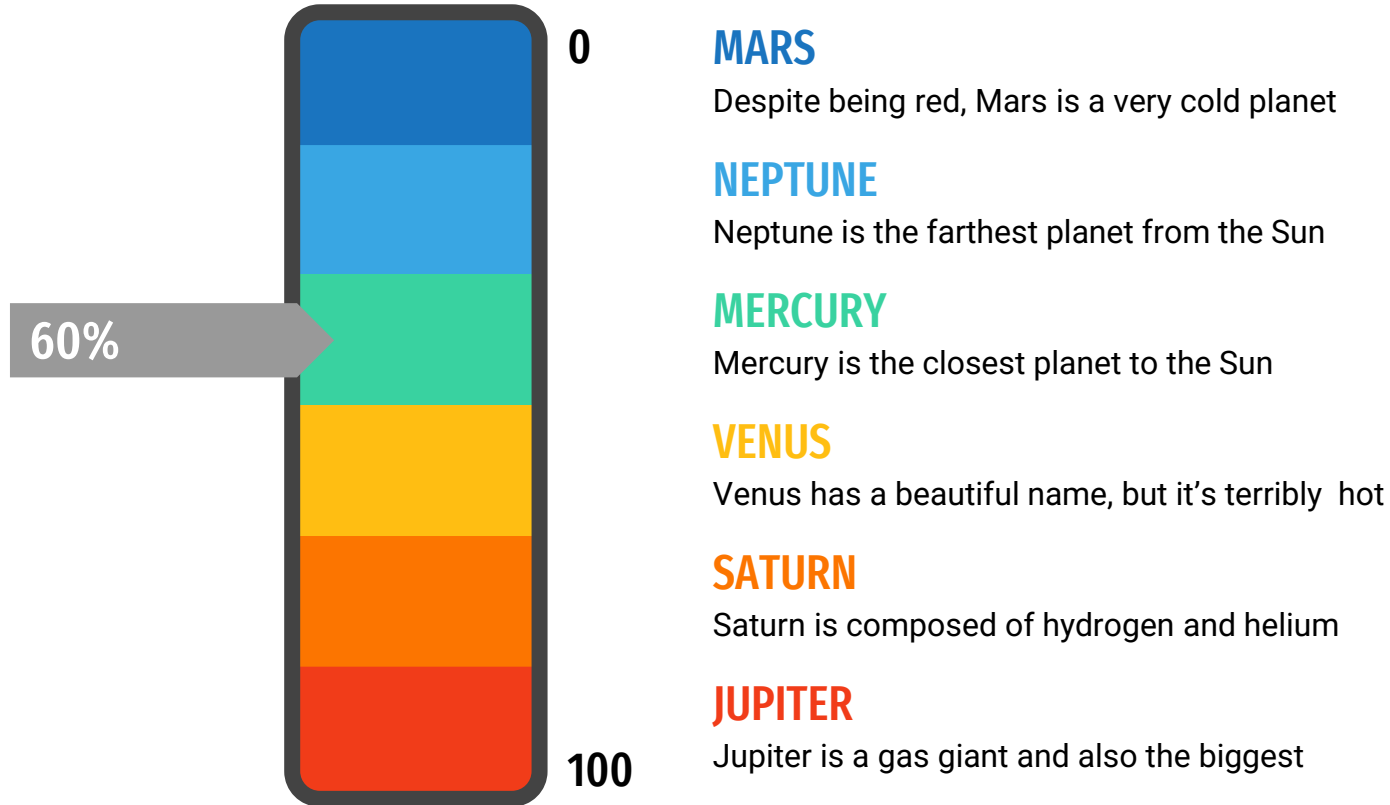 0
MARS
Despite being red, Mars is a very cold planet
NEPTUNE
Neptune is the farthest planet from the Sun
60%
MERCURY
Mercury is the closest planet to the Sun
VENUS
Venus has a beautiful name, but it’s terribly  hot
SATURN
Saturn is composed of hydrogen and helium
JUPITER
Jupiter is a gas giant and also the biggest
100